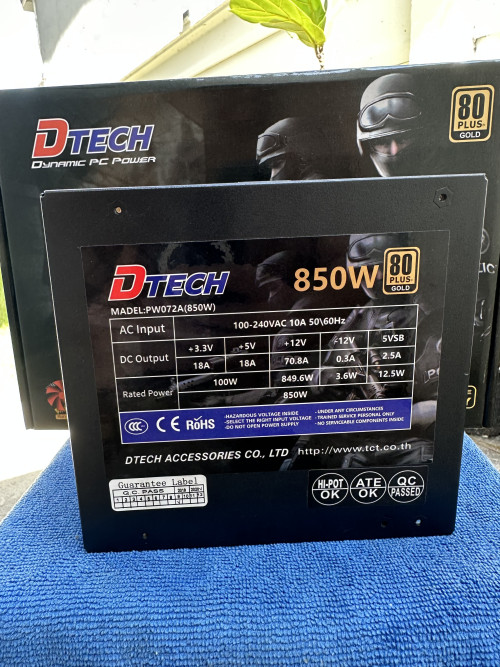 DTECH
DYNAMIC PC POWER
80
PLUS
GOLD
DTECH
850W
80
PLUS
GOLD
MODEL:PW072A(850W)
AC Input 100-240VAC 10A 50\60Hz
DC Output +3.3V +5V +12V -12V 5VSB
18A 18A 70.8A 0.3A 2.5A
Rated Power 100W 849.6W 3.6W 12.5W
850W
CCC CE RoHS
-HAZARDOUS VOLTAGE INSIDE
-SELECT THE RIGHT INPUT VOLTAGE
-DO NOT OPEN POWER SUPPLY
- UNDER ANY CIRCUMSTANCES
- TRAINED SERVICE PERSONAL ONLY
- NO SERVICEABLE COMPONENTS INSIDE
DTECH ACCESSORIES CO., LTD http://www.tct.co.th
Guarantee Label
QC PASS
HI-POT
OK
ATE
OK
QC
PASSED